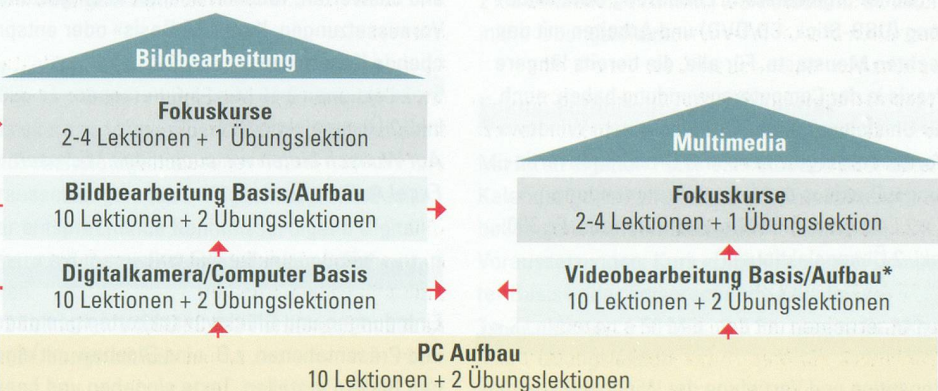 Bildbearbeitung
Fokuskurse
2-4 Lektionen + 1 Übungslektion
Bildbearbeitung Basis/Aufbau
10 Lektionen + 2 Übungslektionen
Digitalkamera/Computer Basis
10 Lektionen + 2 Übungslektionen
Multimedia
Fokuskurse
2-4 Lektionen + 1 Übungslektion
Videobearbeitung Basis/Aufbau*
10 Lektionen + 2 Übungslektionen
PC Aufbau
10 Lektionen + 2 Übungslektionen